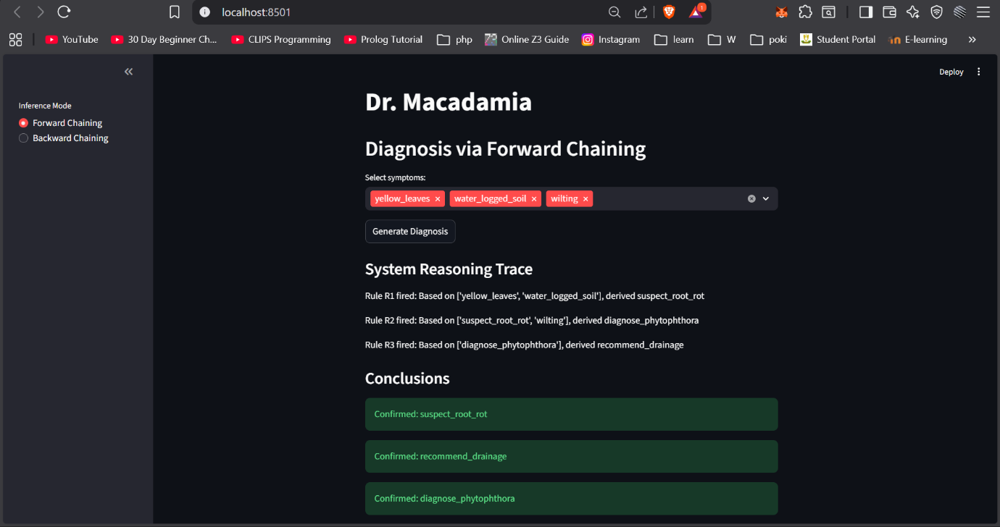 localhost:8501
1
YouTube 30 Day Beginner Ch... CLIPS Programming Prolog Tutorial php Online Z3 Guide Instagram learn W poki Student Portal E-learning »
Deploy
Inference Mode
Forward Chaining
Backward Chaining
Dr. Macadamia
Diagnosis via Forward Chaining
Select symptoms:
yellow_leaves × water_logged_soil × wilting ×
Generate Diagnosis
System Reasoning Trace
Rule R1 fired: Based on ['yellow_leaves', 'water_logged_soil'], derived suspect_root_rot
Rule R2 fired: Based on ['suspect_root_rot', 'wilting'], derived diagnose_phytophthora
Rule R3 fired: Based on ['diagnose_phytophthora'], derived recommend_drainage
Conclusions
Confirmed: suspect_root_rot
Confirmed: recommend_drainage
Confirmed: diagnose_phytophthora